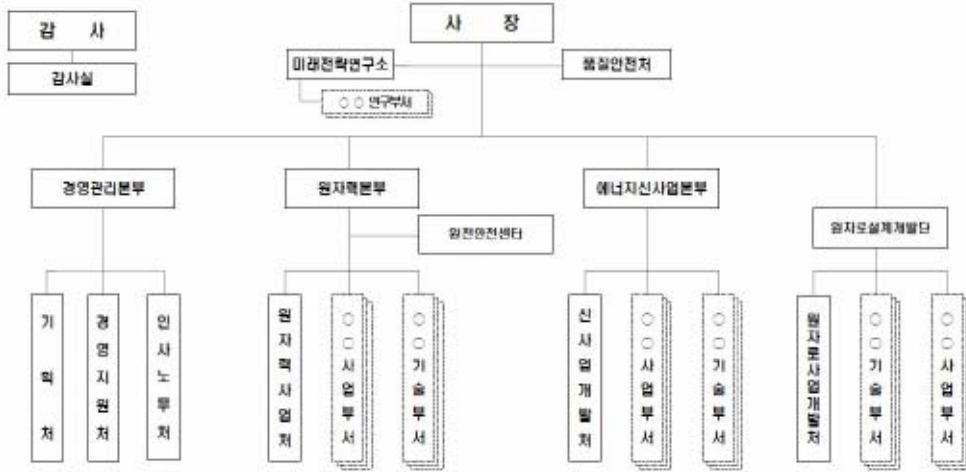 감 사
감사실
사 장
미래전략연구소
품질안전처
○ ○ 연구부서
경영관리본부
원자력본부
에너지신사업본부
원자로설계개발단
원전안전센터
기획처
경영지원처
인사노무처
원자력사업처
○○사업부서
○○기술부서
신사업개발처
○○사업부서
○○기술부서
원자로사업개발처
○○기술부서
○○사업부서